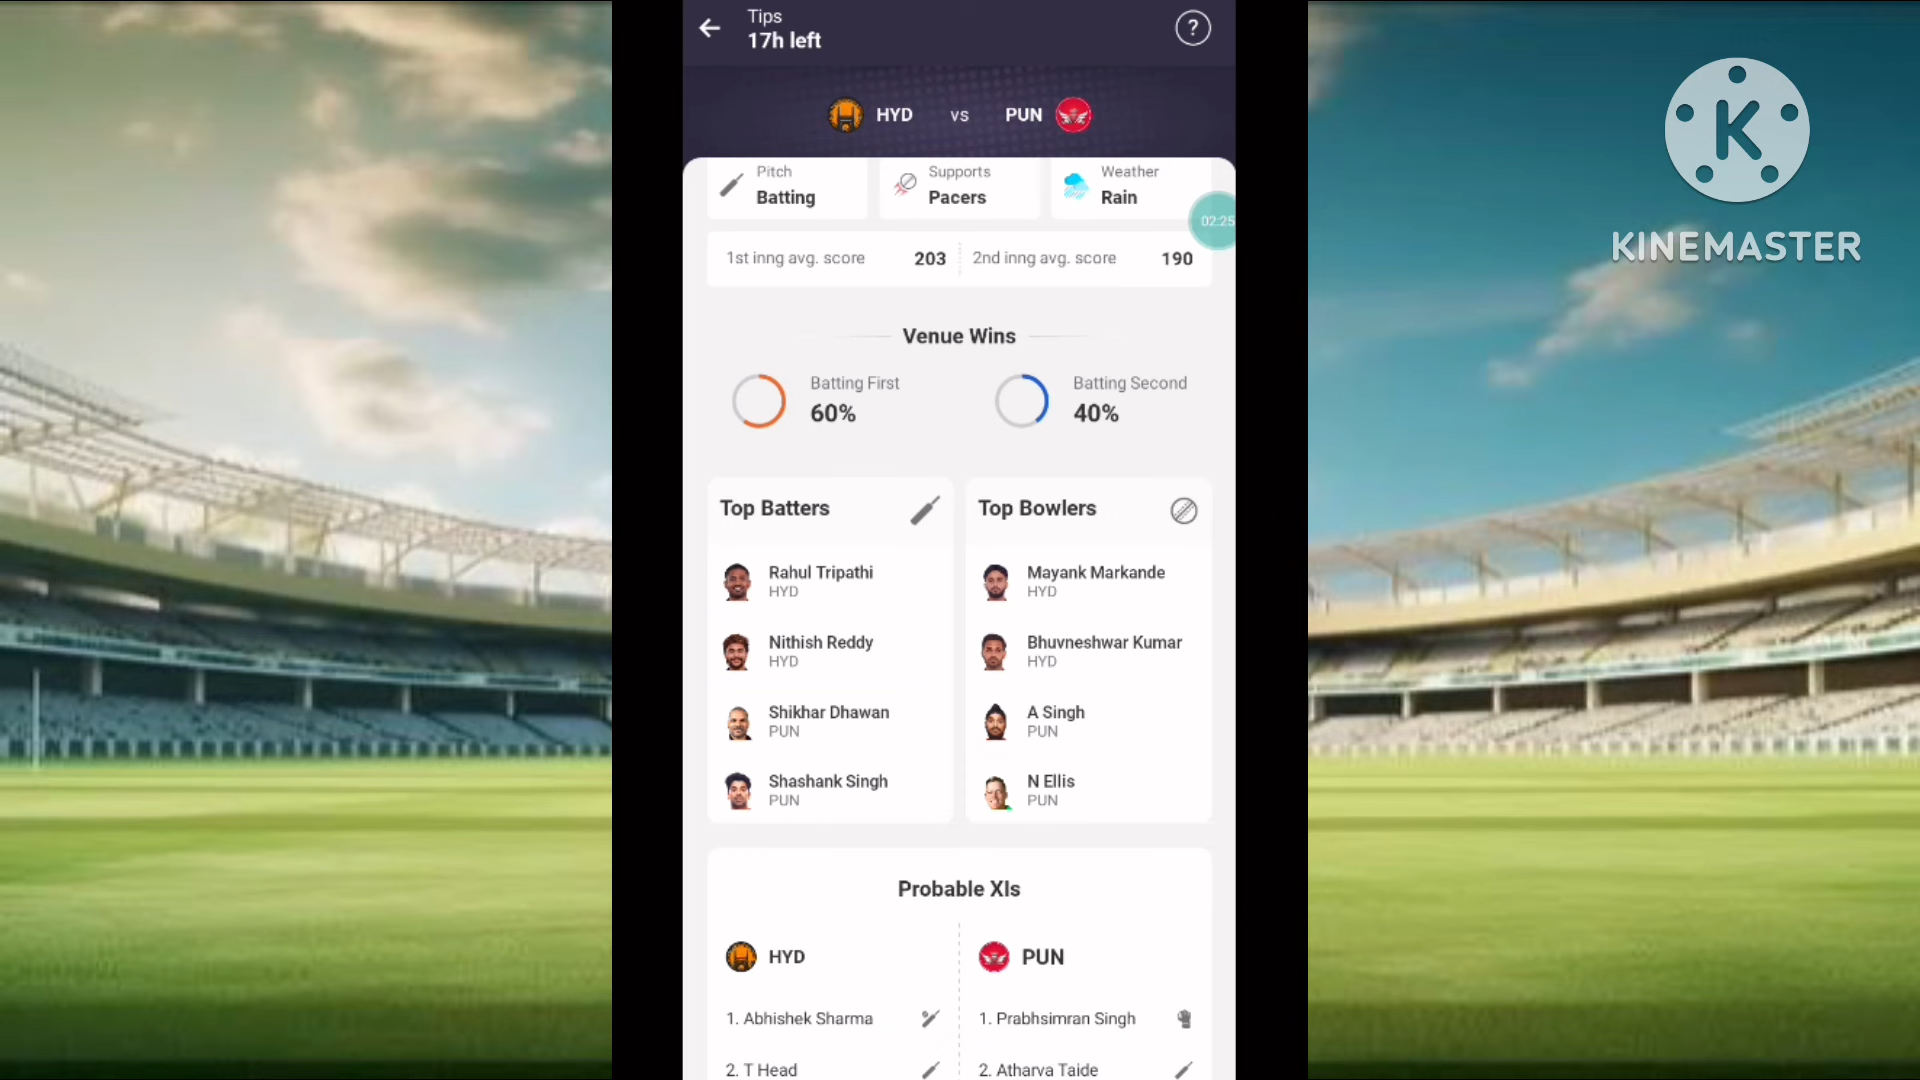 Tips
17h left
?
HYD vs PUN
Pitch
Batting
Supports
Pacers
Weather
Rain
02:25
1st inng avg. score 203
2nd inng avg. score 190
Venue Wins
Batting First
60%
Batting Second
40%
Top Batters
Rahul Tripathi
HYD
Nithish Reddy
HYD
Shikhar Dhawan
PUN
Shashank Singh
PUN
Top Bowlers
Mayank Markande
HYD
Bhuvneshwar Kumar
HYD
A Singh
PUN
N Ellis
PUN
Probable XIs
HYD
1. Abhishek Sharma
2. T Head
PUN
1. Prabhsimran Singh
2. Atharva Taide
K
KINEMASTER